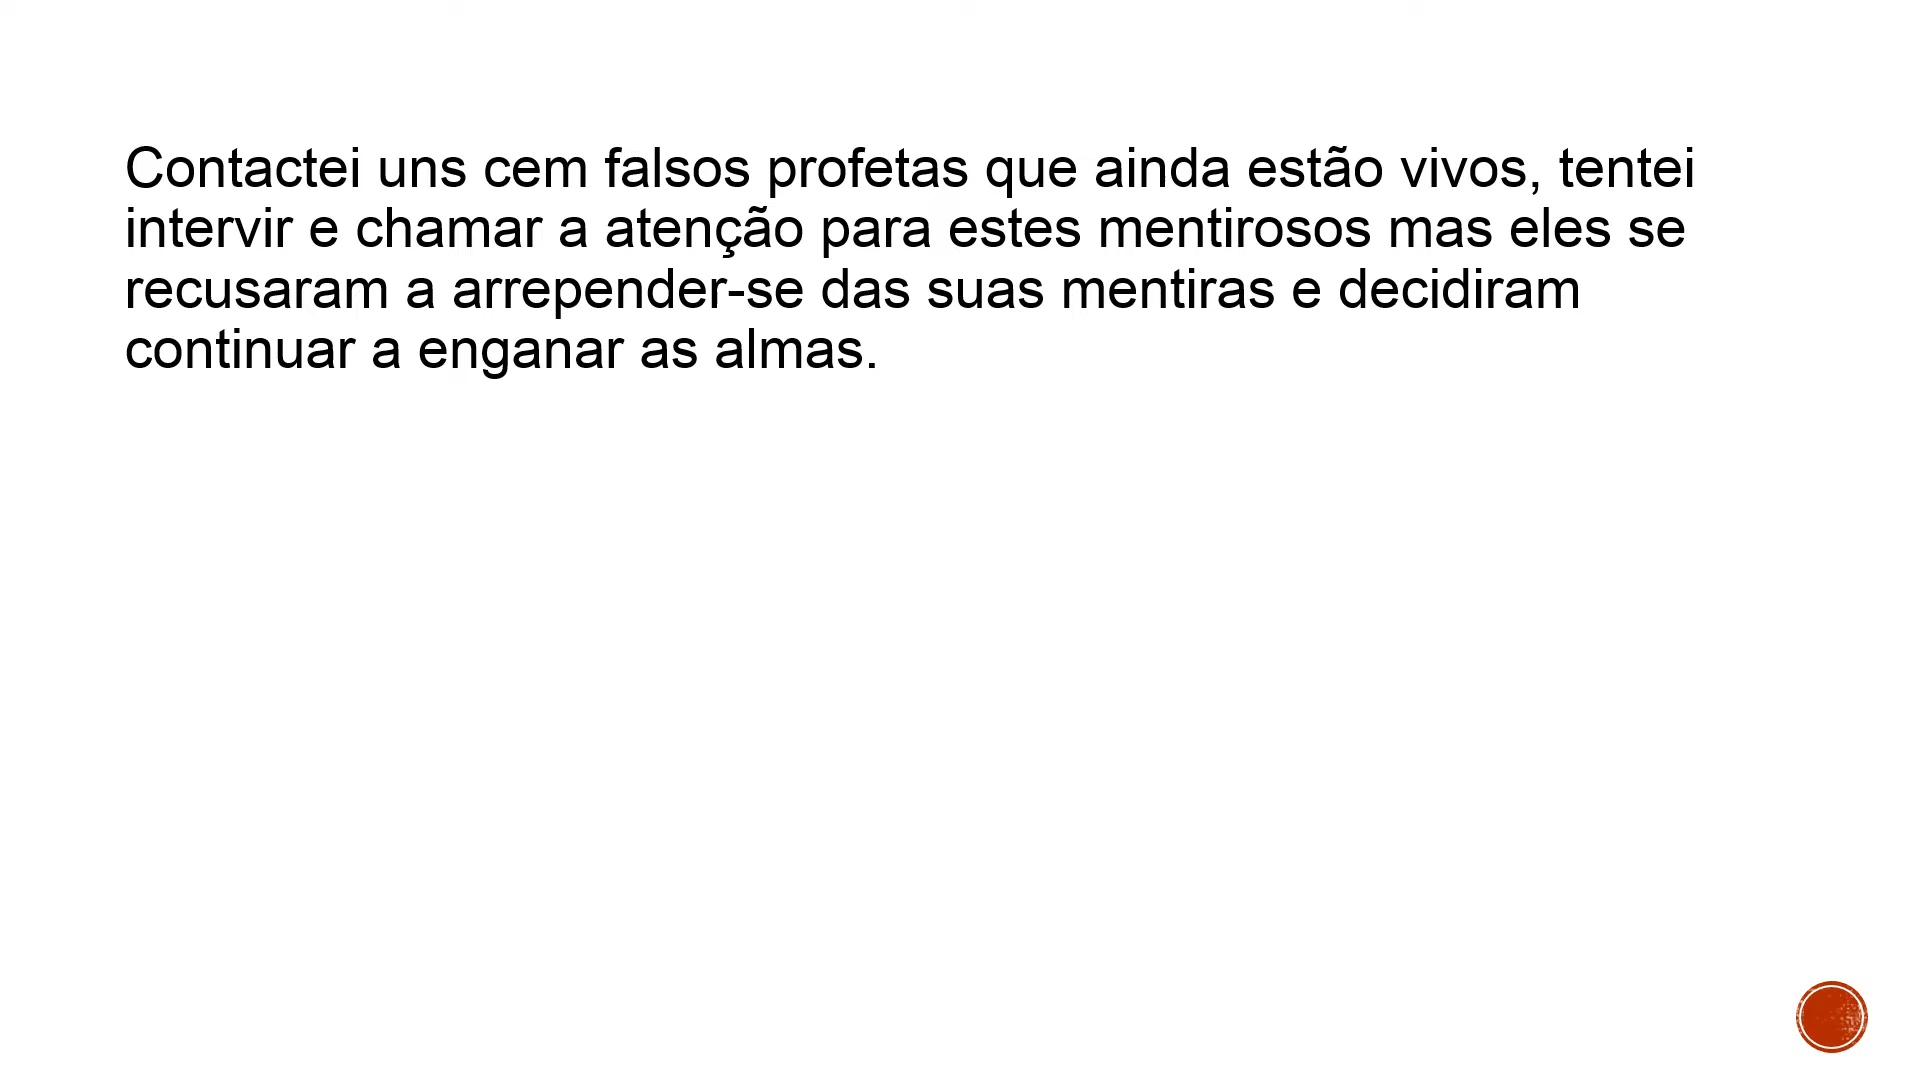 Contactei uns cem falsos profetas que ainda estão vivos, tentei
intervir e chamar a atenção para estes mentirosos mas eles se
recusaram a arrepender-se das suas mentiras e decidiram
continuar a enganar as almas.